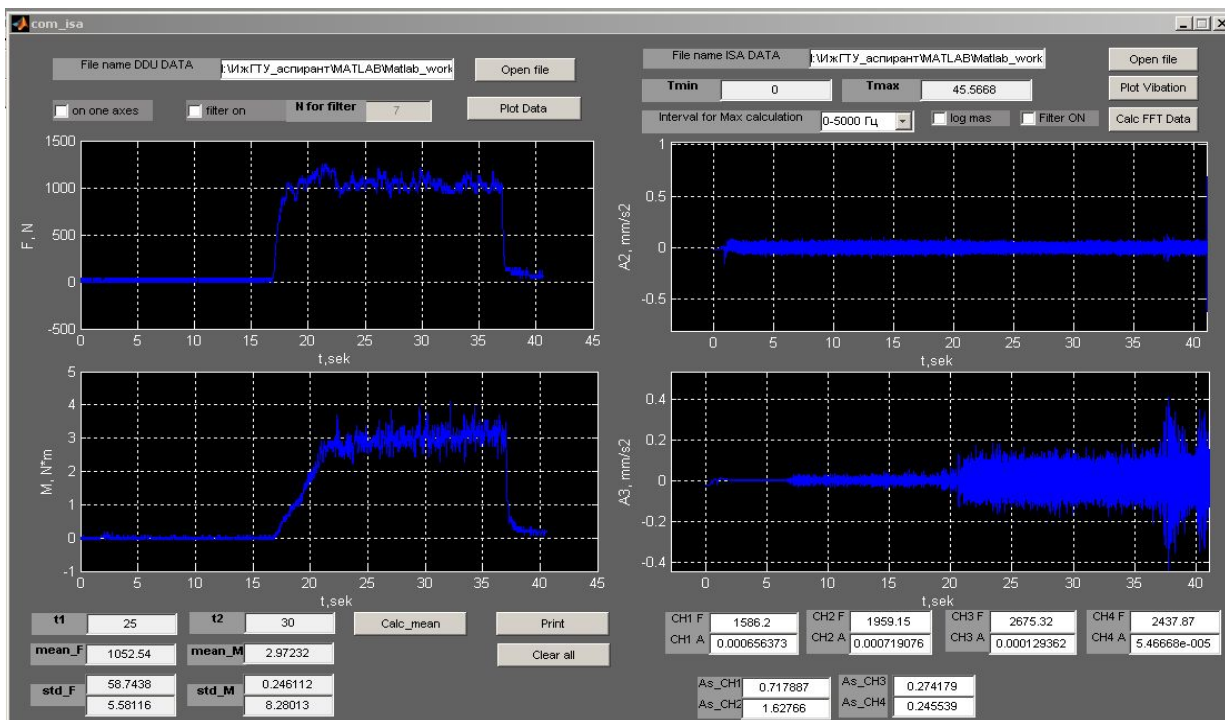 com_isa
File name DDU DATA
I:\ИжГТУ_аспирант\MATLAB\Matlab_work
Open file
on one axes
filter on
N for filter
7
Plot Data
1500
1000
500
0
-500
F, N
0 5 10 15 20 25 30 35 40 45
t,sek
5
4
3
2
1
0
-1
M, N*m
0 5 10 15 20 25 30 35 40 45
t,sek
t1
25
t2
30
Calc_mean
Print
mean_F
1052.54
mean_M
2.97232
Clear all
std_F
58.7438
5.58116
std_M
0.246112
8.28013
File name ISA DATA
I:\ИжГТУ_аспирант\MATLAB\Matlab_work
Open file
Tmin
0
Tmax
45.5668
Plot Vibation
Interval for Max calculation
0-5000 Гц
log mas
Filter ON
Calc FFT Data
1
0.5
0
-0.5
A2, mm/s2
0 5 10 15 20 25 30 35 40
t,sek
0.4
0.2
0
-0.2
-0.4
A3, mm/s2
0 5 10 15 20 25 30 35 40
t,sek
CH1 F
1586.2
CH2 F
1959.15
CH3 F
2675.32
CH4 F
2437.87
CH1 A
0.000656373
CH2 A
0.000719076
CH3 A
0.000129362
CH4 A
5.46668e-005
As_CH1
0.717887
As_CH3
0.274179
As_CH2
1.62766
As_CH4
0.245539